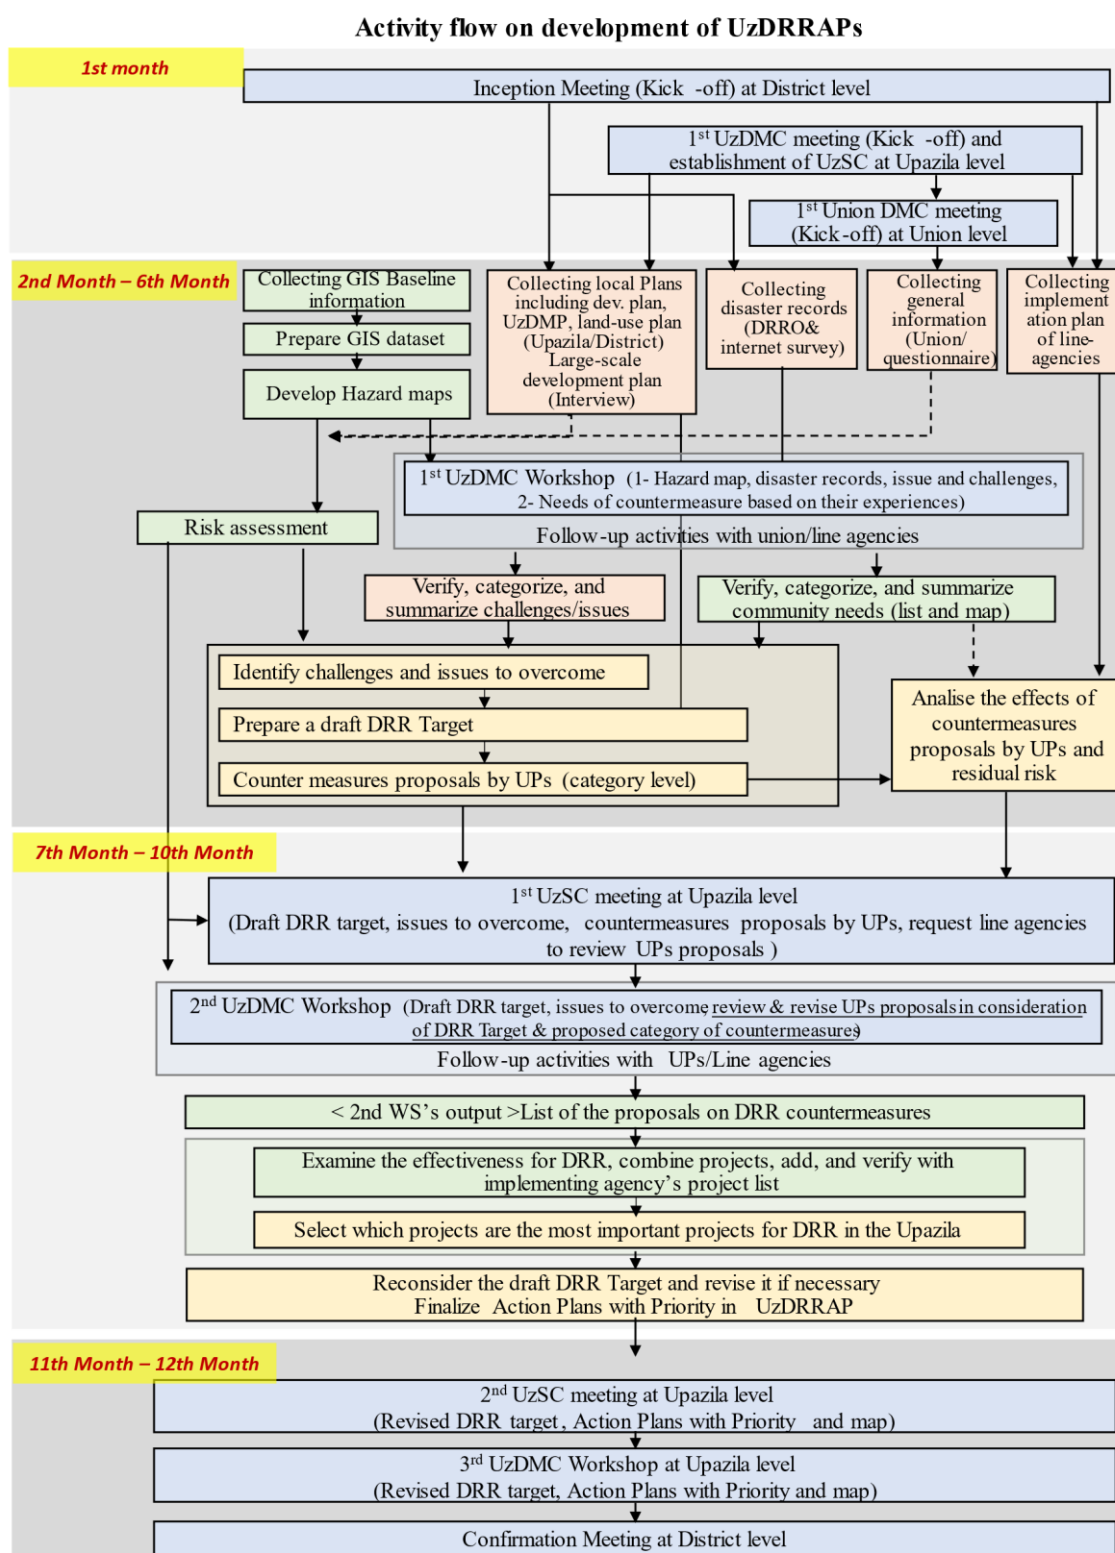 Activity flow on development of UzDRRAPs
1st month
Inception Meeting (Kick -off) at District level
1st UzDMC meeting (Kick -off) and
establishment of UzSC at Upazila level
1st Union DMC meeting
(Kick-off) at Union level
2nd Month – 6th Month
Collecting GIS Baseline
information
Prepare GIS dataset
Develop Hazard maps
Collecting local Plans
including dev. plan,
UzDMP, land-use plan
(Upazila/District)
Large-scale
development plan
(Interview)
Collecting
disaster records
(DRRO&
internet survey)
Collecting
general
information
(Union/
questionnaire)
Collecting
implement
ation plan
of line-
agencies
1st UzDMC Workshop (1- Hazard map, disaster records, issue and challenges,
2- Needs of countermeasure based on their experiences)
Follow-up activities with union/line agencies
Risk assessment
Verify, categorize, and
summarize challenges/issues
Verify, categorize, and summarize
community needs (list and map)
Identify challenges and issues to overcome
Prepare a draft DRR Target
Counter measures proposals by UPs (category level)
Analise the effects of
countermeasures
proposals by UPs and
residual risk
7th Month – 10th Month
1st UzSC meeting at Upazila level
(Draft DRR target, issues to overcome, countermeasures proposals by UPs, request line agencies
to review UPs proposals )
2nd UzDMC Workshop (Draft DRR target, issues to overcome, review & revise UPs proposals in consideration
of DRR Target & proposed category of countermeasures)
Follow-up activities with UPs/Line agencies
< 2nd WS's output >List of the proposals on DRR countermeasures
Examine the effectiveness for DRR, combine projects, add, and verify with
implementing agency's project list
Select which projects are the most important projects for DRR in the Upazila
Reconsider the draft DRR Target and revise it if necessary
Finalize Action Plans with Priority in UzDRRAP
11th Month – 12th Month
2nd UzSC meeting at Upazila level
(Revised DRR target, Action Plans with Priority and map)
3rd UzDMC Workshop at Upazila level
(Revised DRR target, Action Plans with Priority and map)
Confirmation Meeting at District level